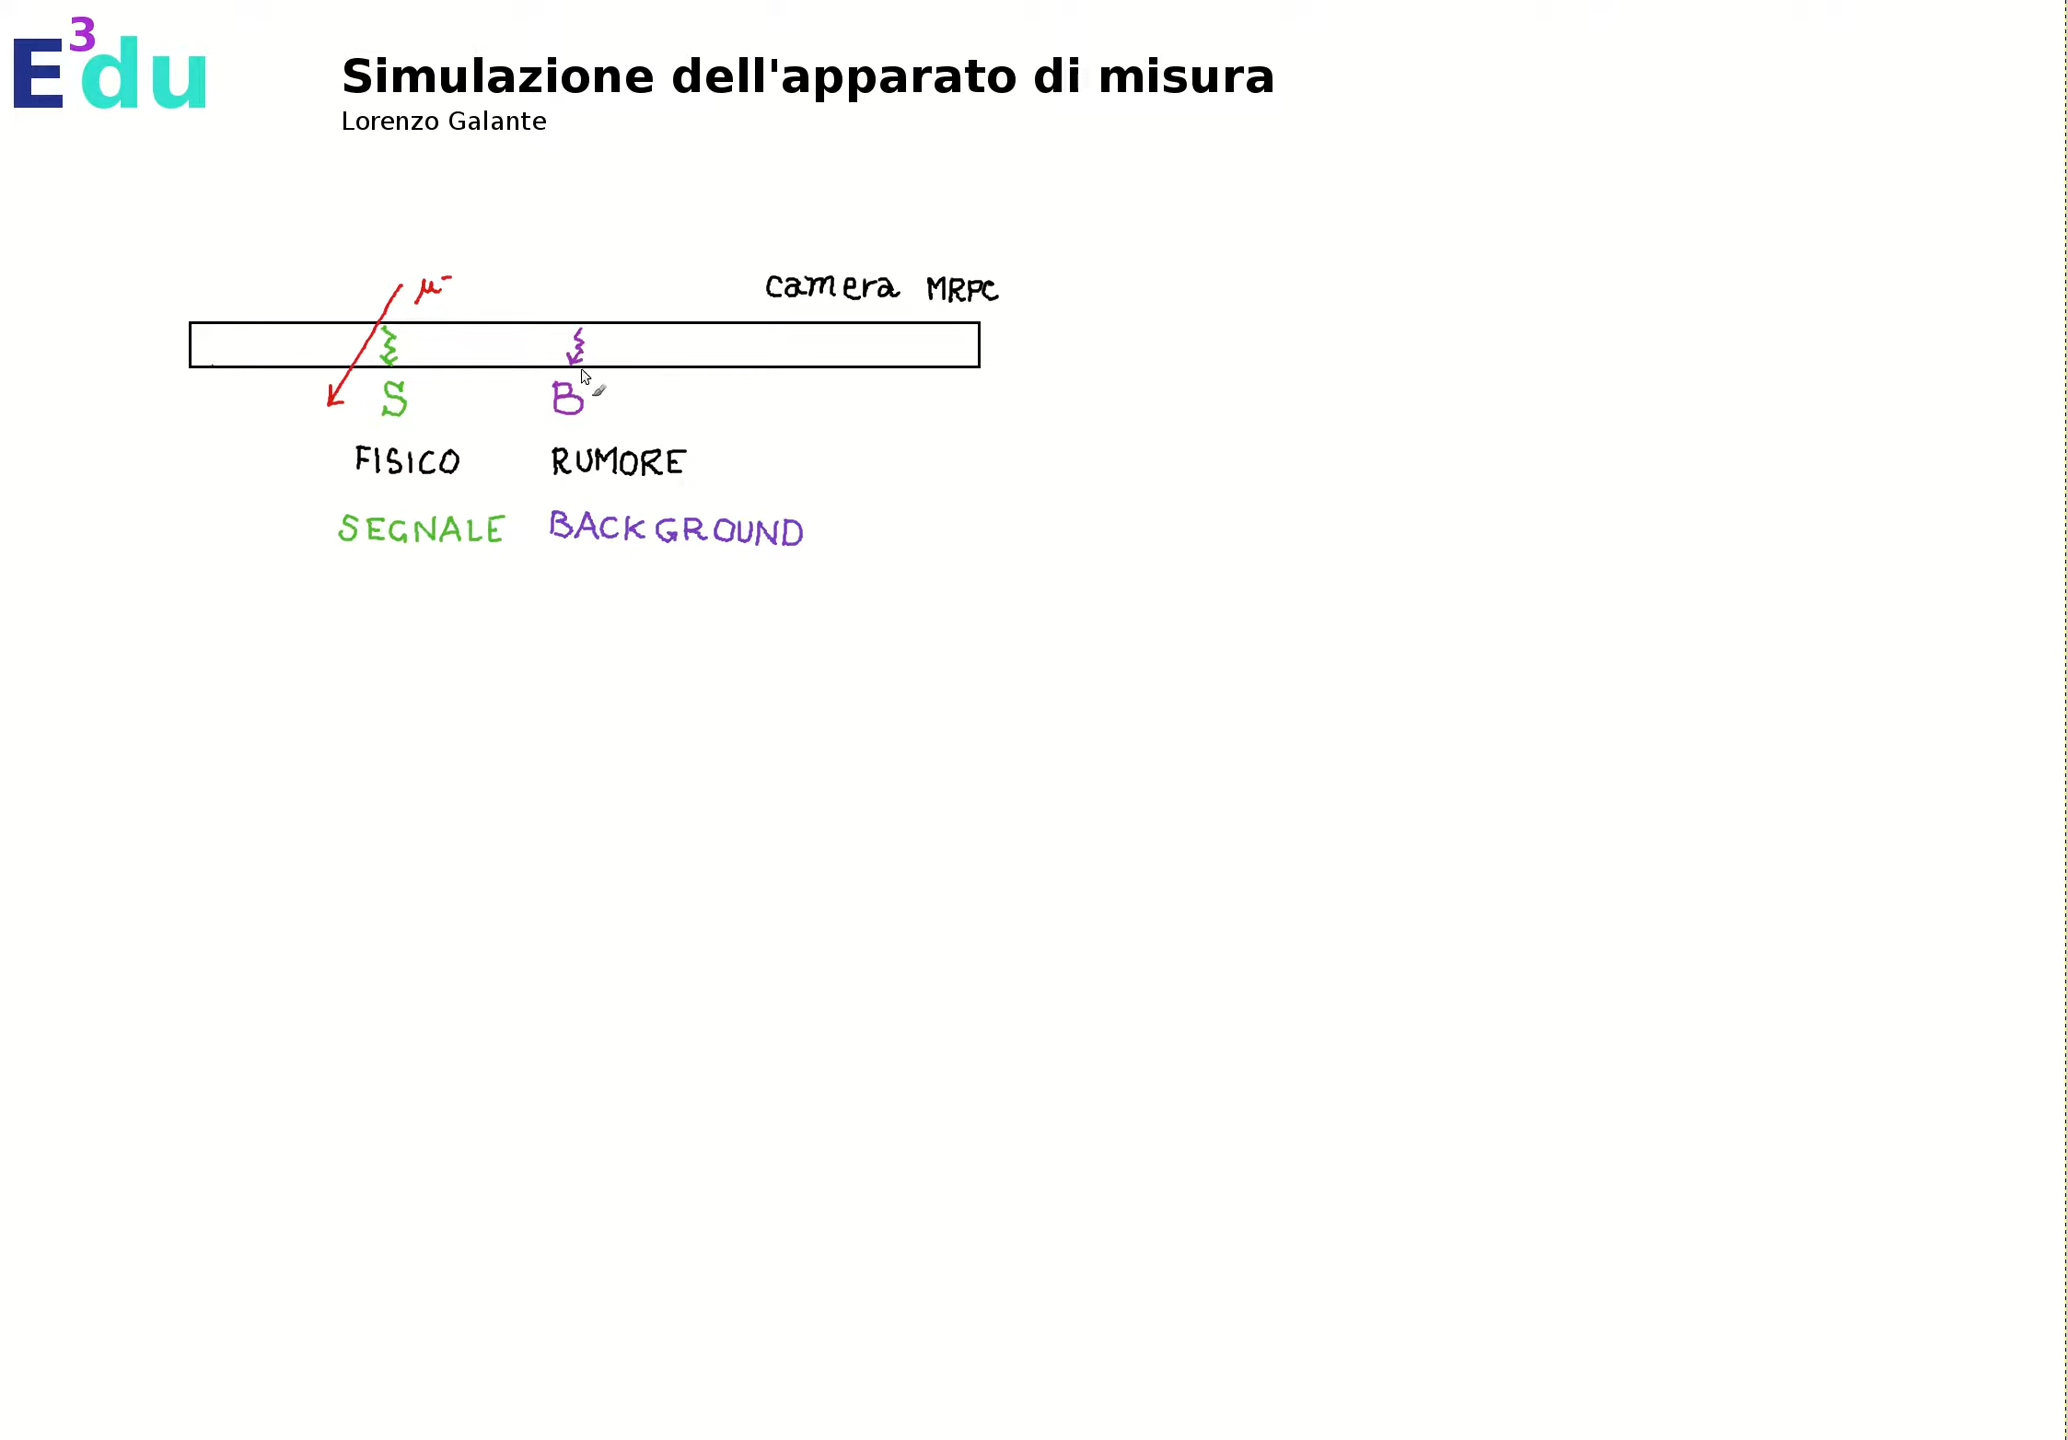 E³du
Simulazione dell'apparato di misura
Lorenzo Galante
μ⁻
camera MRPC
S B
FISICO RUMORE
SEGNALE BACKGROUND